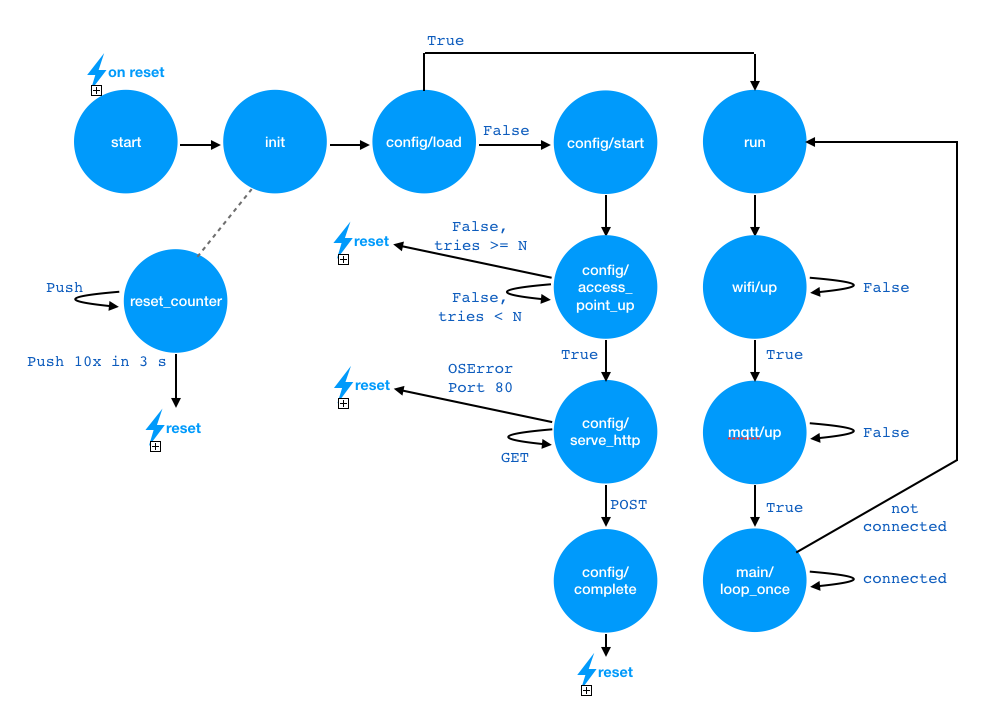 True
on reset
start
init
config/load
False
config/start
run
False,
tries >= N
reset
config/
access_
point_up
False,
tries < N
wifi/up
False
Push
reset_counter
Push 10x in 3 s
reset
True
True
OSError
Port 80
reset
config/
serve_http
GET
mqtt/up
False
POST
True
not
connected
config/
complete
main/
loop_once
connected
reset